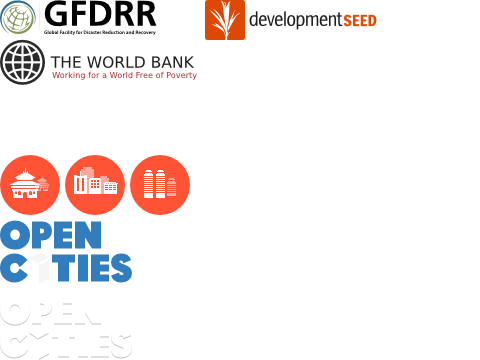 GFDRR
Global Facility for Disaster Reduction and Recovery
developmentSEED
THE WORLD BANK
Working for a World Free of Poverty
OPEN
CITIES
OPEN
CITIES